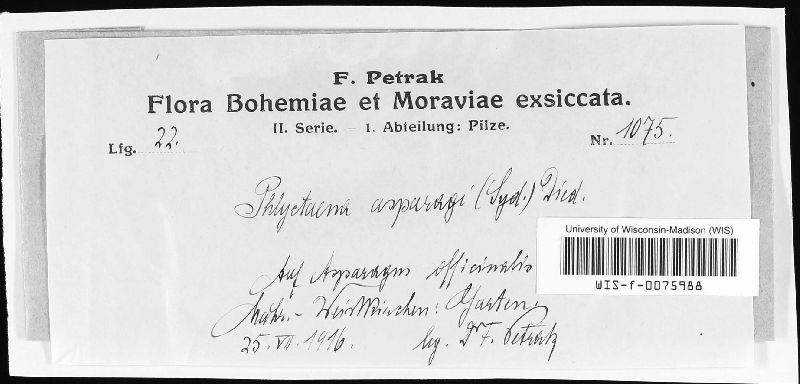 F. Petrak
Flora Bohemiae et Moraviae exsiccata.
II. Serie. – 1. Abteilung: Pilze.
Lfg. 22.
Nr. 1075.
Phlyctaena asparagi (Syd.) Died.
University of Wisconsin-Madison (WIS)
WIS-f-0075988
Auf Asparagus officinalis
Mähr.-Weisskirchen: Garten,
25. VII. 1916. lg. Dr F. Petrak